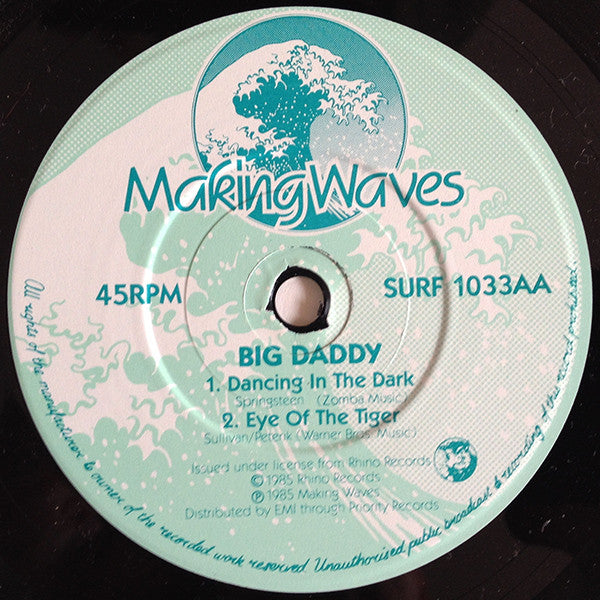 Making Waves
45RPM
SURF 1033AA
BIG DADDY
1. Dancing In The Dark
Springsteen (Zomba Music)
2. Eye Of The Tiger
Sullivan/Peterik (Warner Bros. Music)
Issued under license from Rhino Records
© 1985 Rhino Records
℗ 1985 Making Waves
Distributed by EMI through Priority Records
All rights of the manufacturer & owner of the recorded work reserved. Unauthorised public broadcast & recording of this record prohibited.